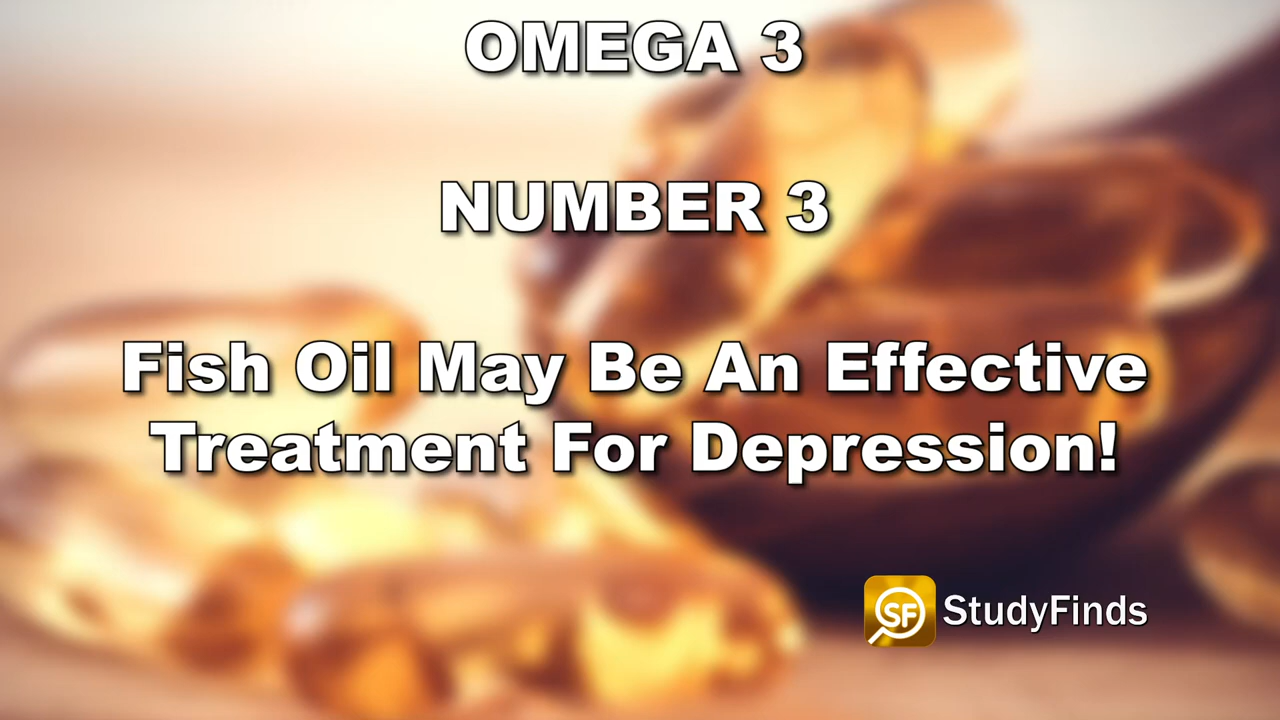 OMEGA 3
NUMBER 3
Fish Oil May Be An Effective
Treatment For Depression!
SF StudyFinds